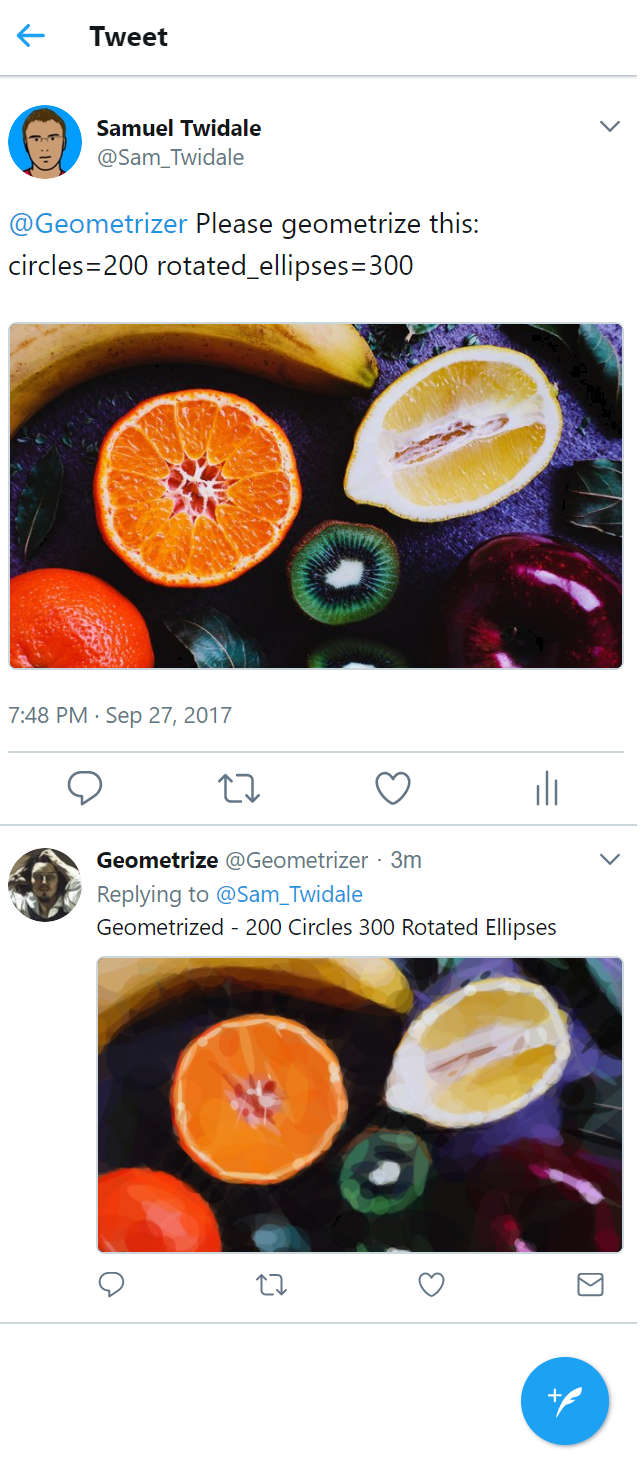 Tweet
Samuel Twidale
@Sam_Twidale
@Geometrizer Please geometrize this:
circles=200 rotated_ellipses=300
7:48 PM · Sep 27, 2017
Geometrize @Geometrizer · 3m
Replying to @Sam_Twidale
Geometrized - 200 Circles 300 Rotated Ellipses